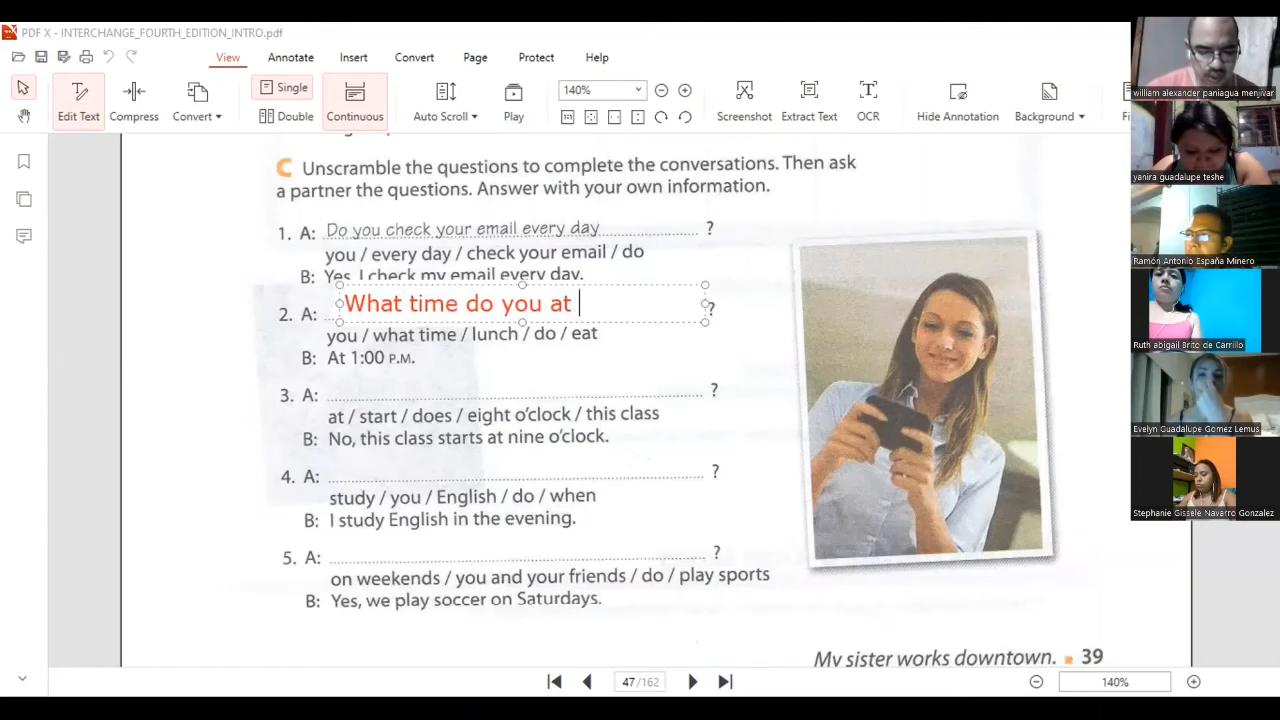 PDF X - INTERCHANGE_FOURTH_EDITION_INTRO.pdf
View Annotate Insert Convert Page Protect Help
Edit Text Compress Convert Single Double Continuous Auto Scroll Play 140% Screenshot Extract Text OCR Hide Annotation Background
C Unscramble the questions to complete the conversations. Then ask
a partner the questions. Answer with your own information.
1. A: Do you check your email every day ?
you / every day / check your email / do
B: Yes, I check my email every day.
What time do you at
2. A: ?
you / what time / lunch / do / eat
B: At 1:00 P.M.
3. A: ?
at / start / does / eight o'clock / this class
B: No, this class starts at nine o'clock.
4. A: ?
study / you / English / do / when
B: I study English in the evening.
5. A: ?
on weekends / you and your friends / do / play sports
B: Yes, we play soccer on Saturdays.
My sister works downtown. 39
47/162
140%
william alexander paniagua menjivar
yanira guadalupe teshe
Ramón Antonio España Minero
Ruth abigail Brito de Carrillo
Evelyn Guadalupe Gomez Lemus
Stephanie Gissele Navarro Gonzalez